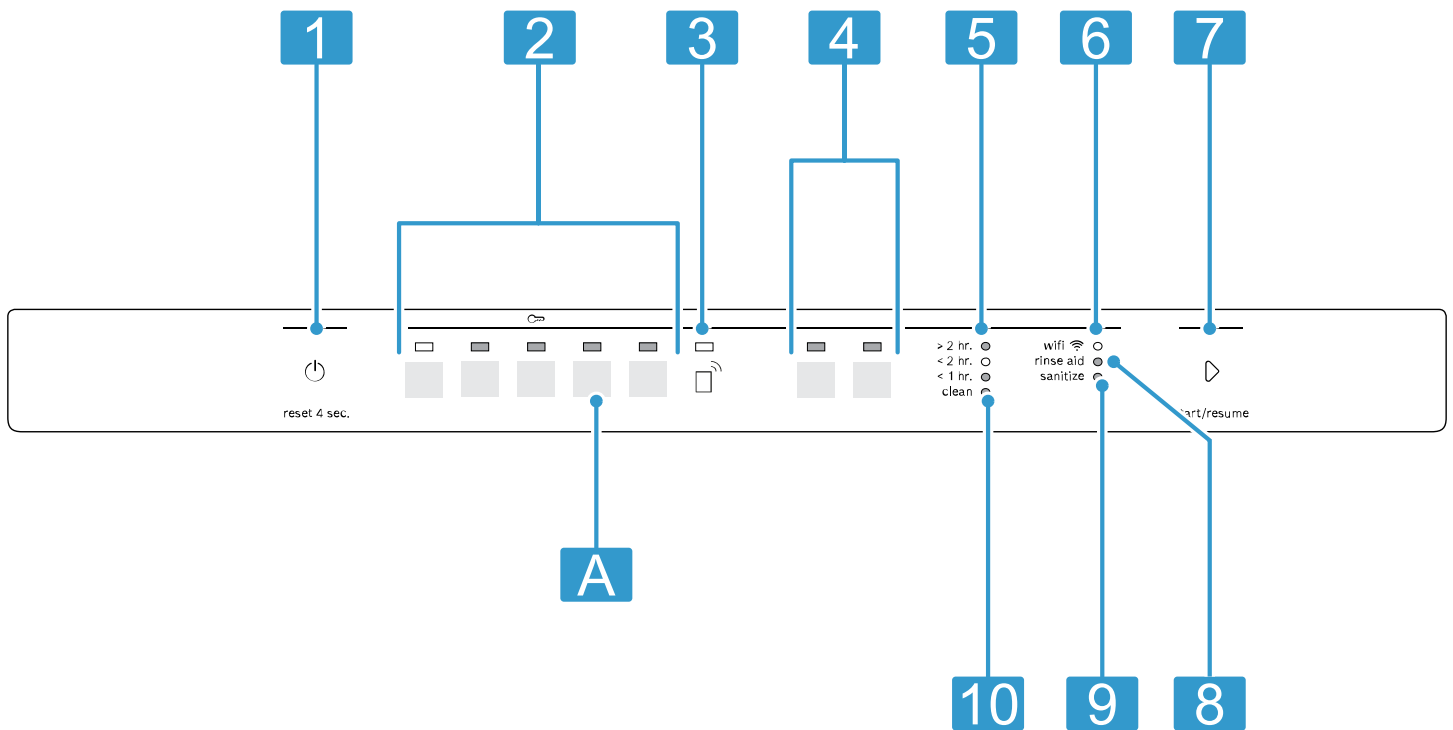 1 2 3 4 5 6 7
> 2 hr.
< 2 hr.
< 1 hr.
clean
wifi
rinse aid
sanitize
reset 4 sec.
art/resume
A
10 9 8